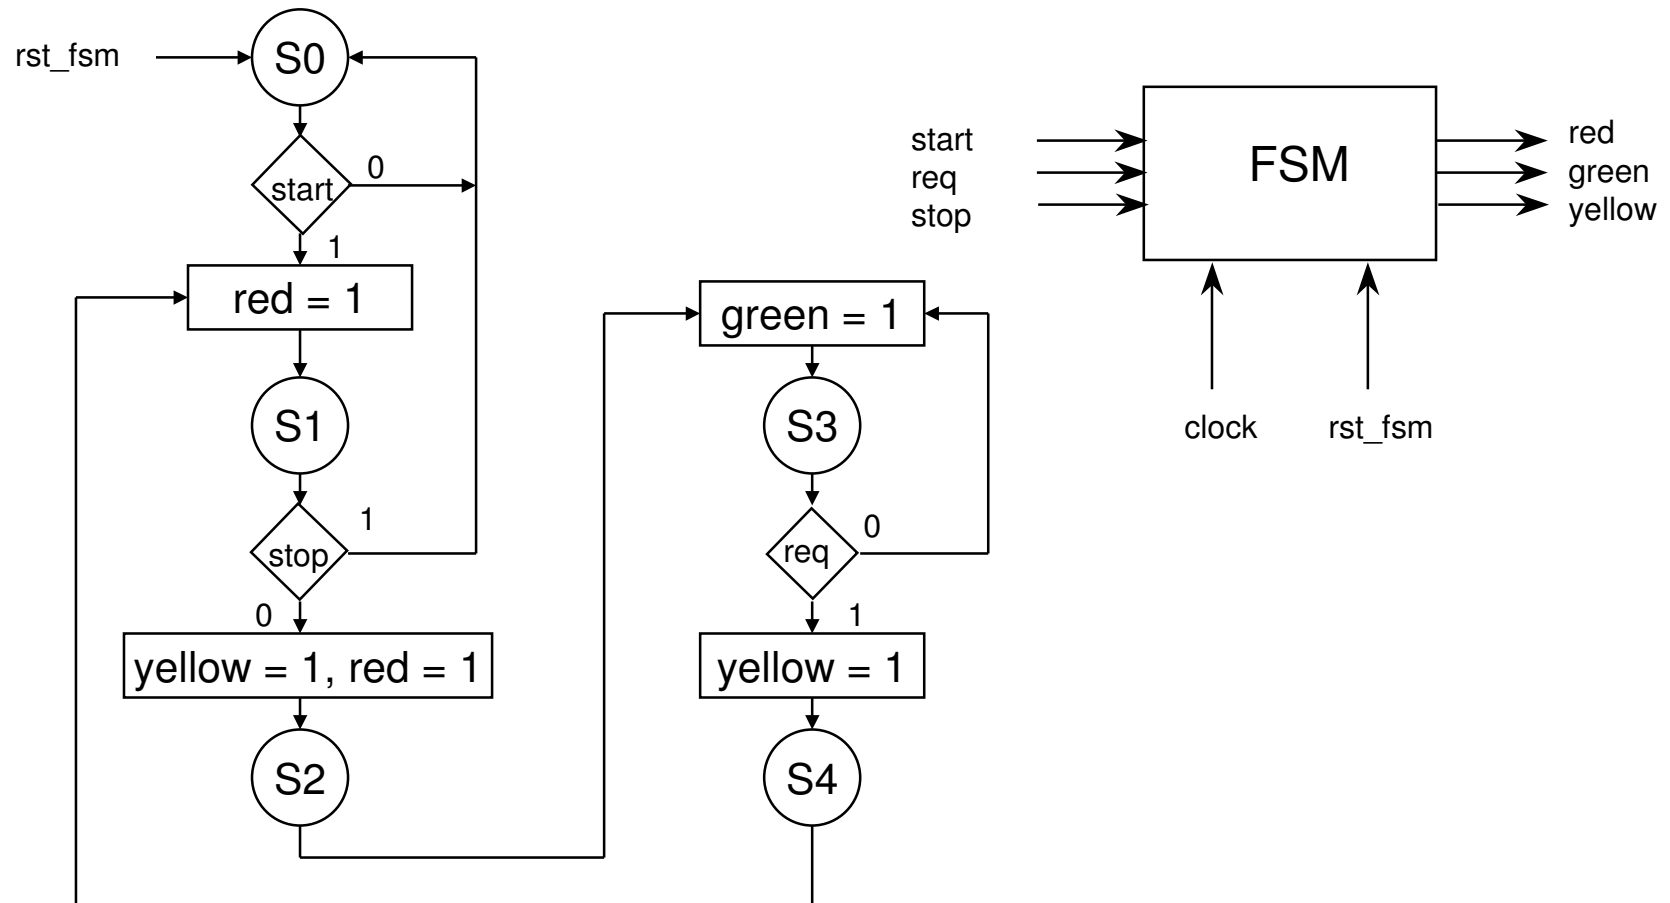 rst_fsm
S0
start
0
1
red = 1
S1
stop
1
0
yellow = 1, red = 1
S2
green = 1
S3
req
0
1
yellow = 1
S4
start
req
stop
FSM
red
green
yellow
clock
rst_fsm